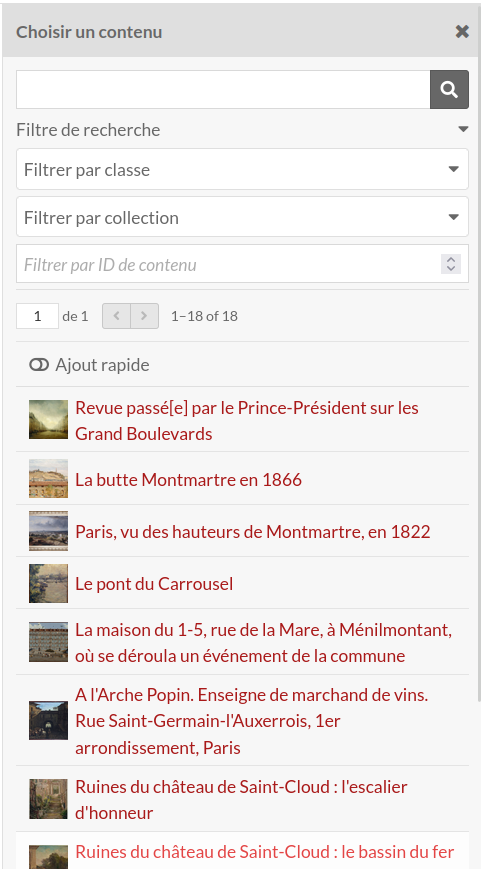 Choisir un contenu
Filtre de recherche
Filtrer par classe
Filtrer par collection
Filtrer par ID de contenu
1 de 1 1–18 of 18
Ajout rapide
Revue passé[e] par le Prince-Président sur les
Grand Boulevards
La butte Montmartre en 1866
Paris, vu des hauteurs de Montmartre, en 1822
Le pont du Carrousel
La maison du 1-5, rue de la Mare, à Ménilmontant,
où se déroula un événement de la commune
A l'Arche Popin. Enseigne de marchand de vins.
Rue Saint-Germain-l'Auxerrois, 1er
arrondissement, Paris
Ruines du château de Saint-Cloud : l'escalier
d'honneur
Ruines du château de Saint-Cloud : le bassin du fer